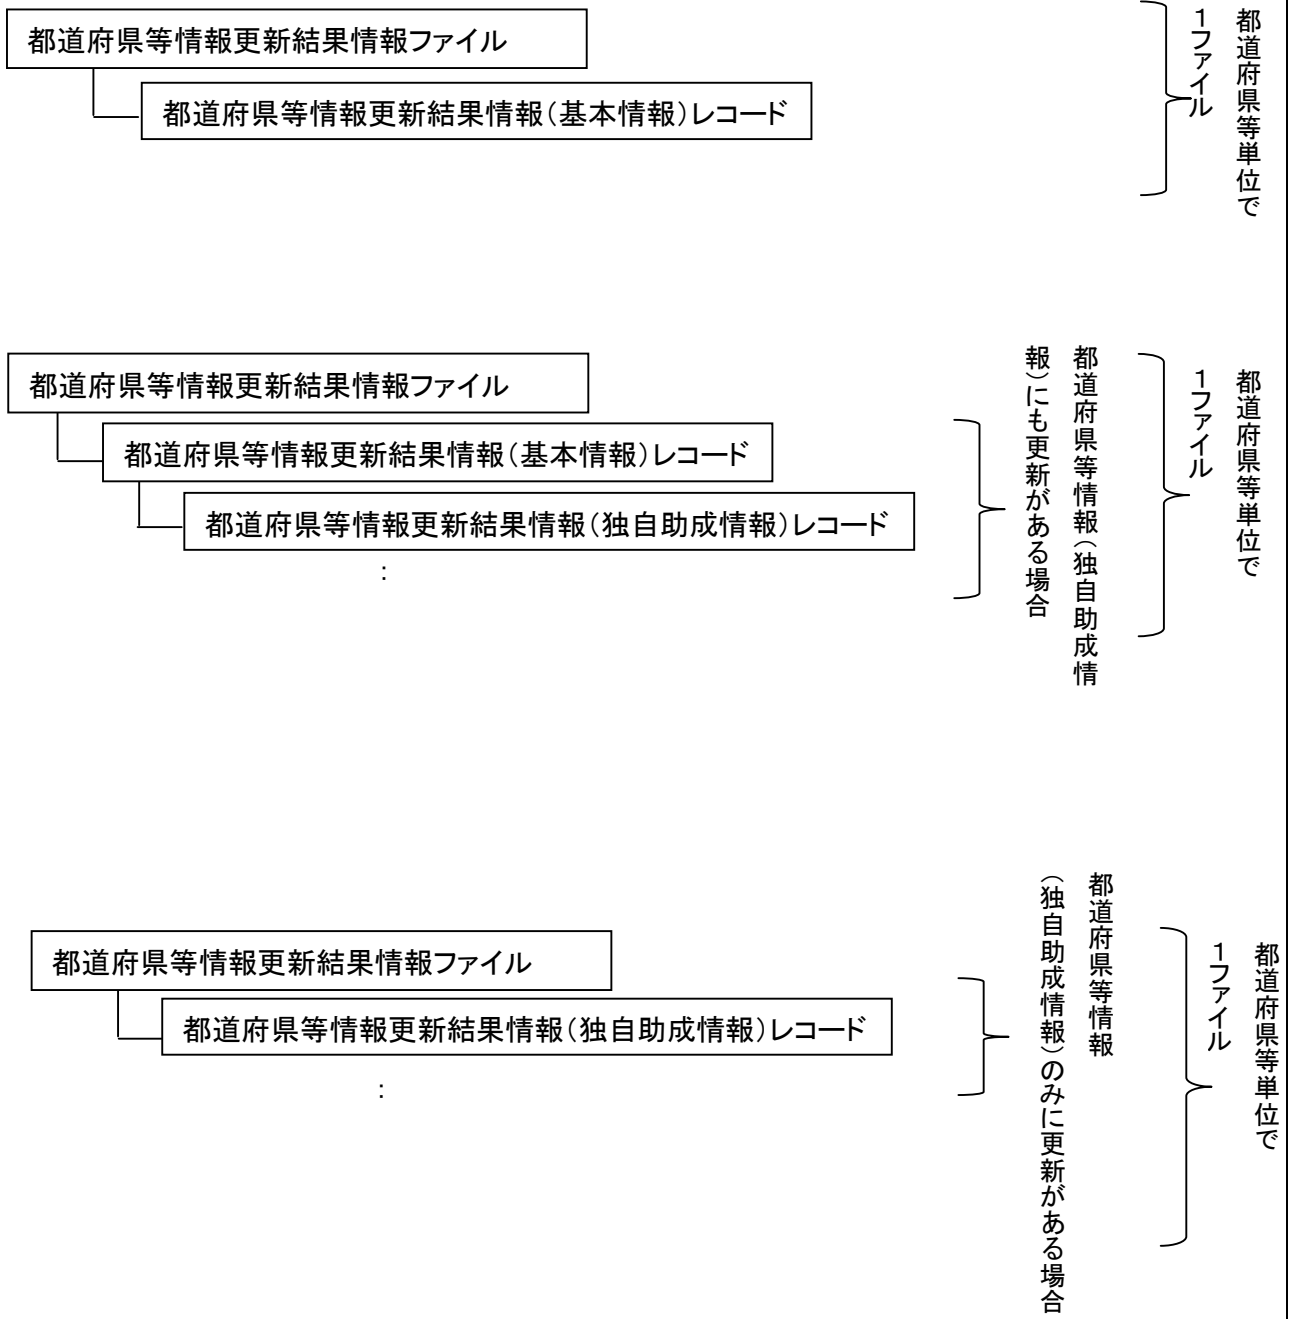 都道府県等情報更新結果情報ファイル
都道府県等情報更新結果情報(基本情報)レコード
都道府県等単位で
1ファイル
都道府県等情報更新結果情報ファイル
都道府県等情報更新結果情報(基本情報)レコード
都道府県等情報更新結果情報(独自助成情報)レコード
:
都道府県等情報(独自助成情
報)にも更新がある場合
都道府県等単位で
1ファイル
都道府県等情報更新結果情報ファイル
都道府県等情報更新結果情報(独自助成情報)レコード
:
都道府県等情報
(独自助成情報)のみに更新がある場合
都道府県等単位で
1ファイル